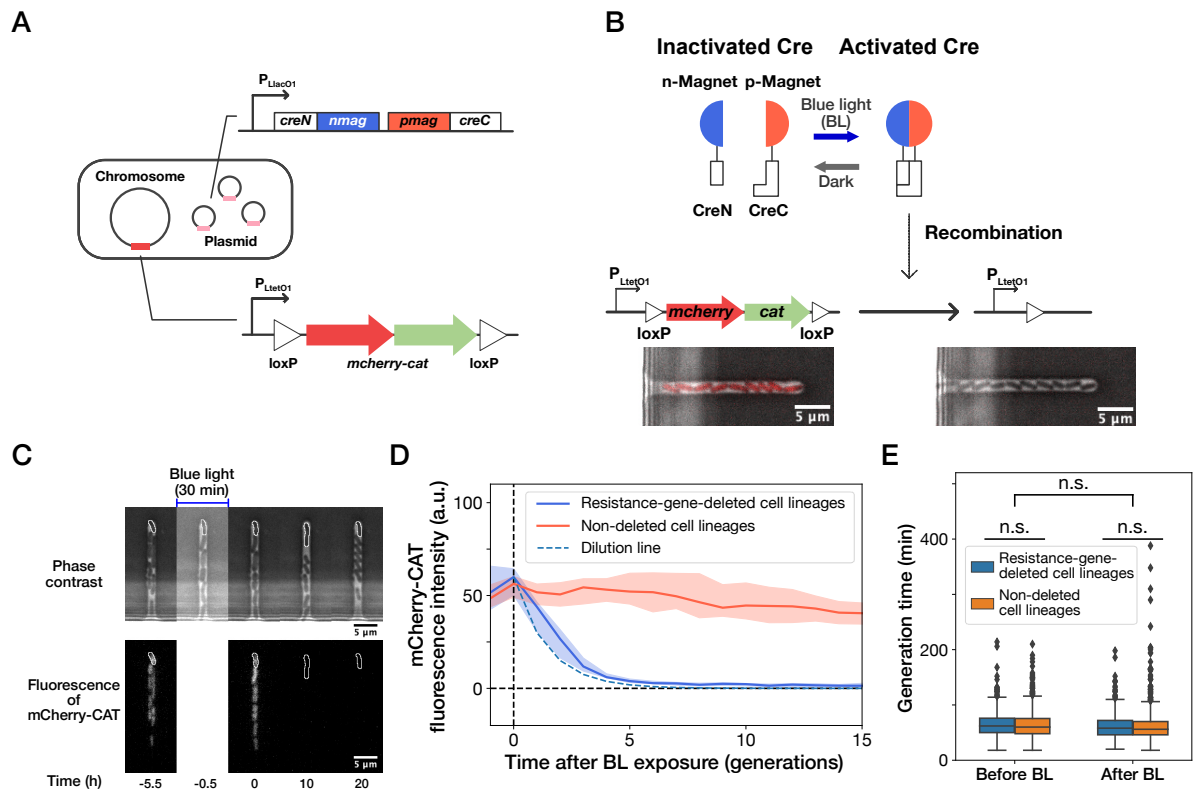 A
P LlacO1
creN nmag pmag creC
Chromosome
Plasmid
P LtetO1
loxP mcherry-cat loxP
B
Inactivated Cre Activated Cre
n-Magnet p-Magnet
Blue light
(BL)
Dark
CreN CreC
Recombination
P LtetO1
mcherry cat
loxP loxP
P LtetO1
5 µm
5 µm
C
Blue light
(30 min)
Phase
contrast
5 µm
Fluorescence
of
mCherry-CAT
5 µm
Time (h) -5.5 -0.5 0 10 20
D
mCherry-CAT
fluorescence intensity (a.u.)
100
50
0
Resistance-gene-deleted cell lineages
Non-deleted cell lineages
Dilution line
0 5 10 15
Time after BL exposure (generations)
E
Generation time (min)
400
200
0
n.s.
n.s. n.s.
Resistance-gene-
deleted cell lineages
Non-deleted
cell lineages
Before BL After BL